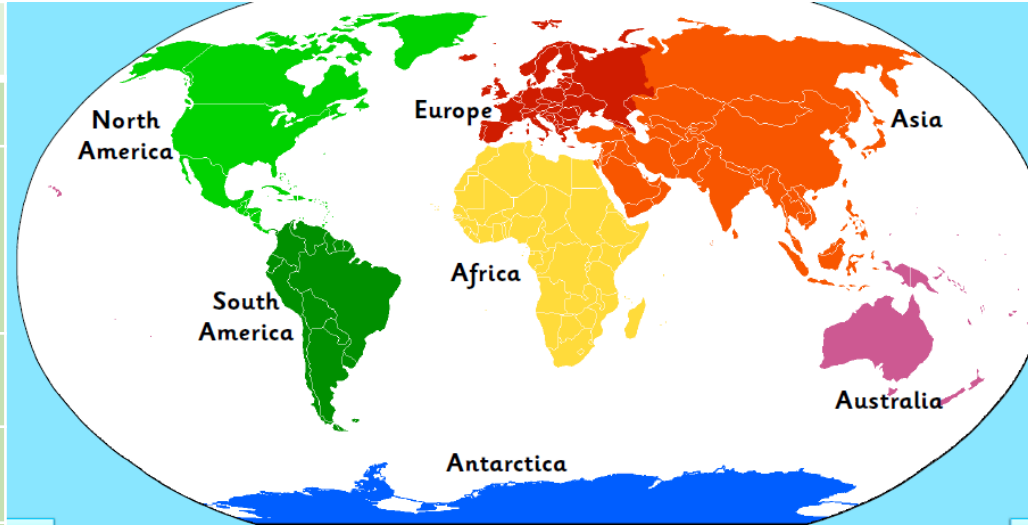 North
America
Europe
Asia
Africa
South
America
Australia
Antarctica